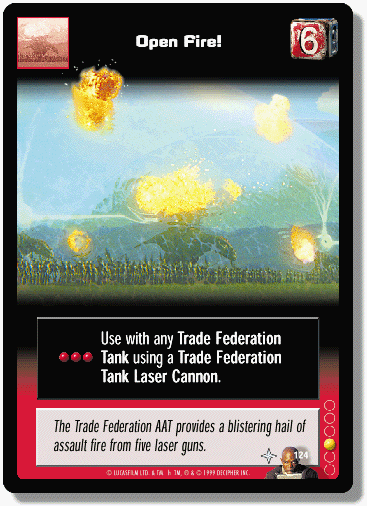 Open Fire!
6
Use with any Trade Federation
Tank using a Trade Federation
Tank Laser Cannon.
The Trade Federation AAT provides a blistering hail of
assault fire from five laser guns.
124
© LUCASFILM LTD. & TM, ® & © 1999 DECIPHER INC.